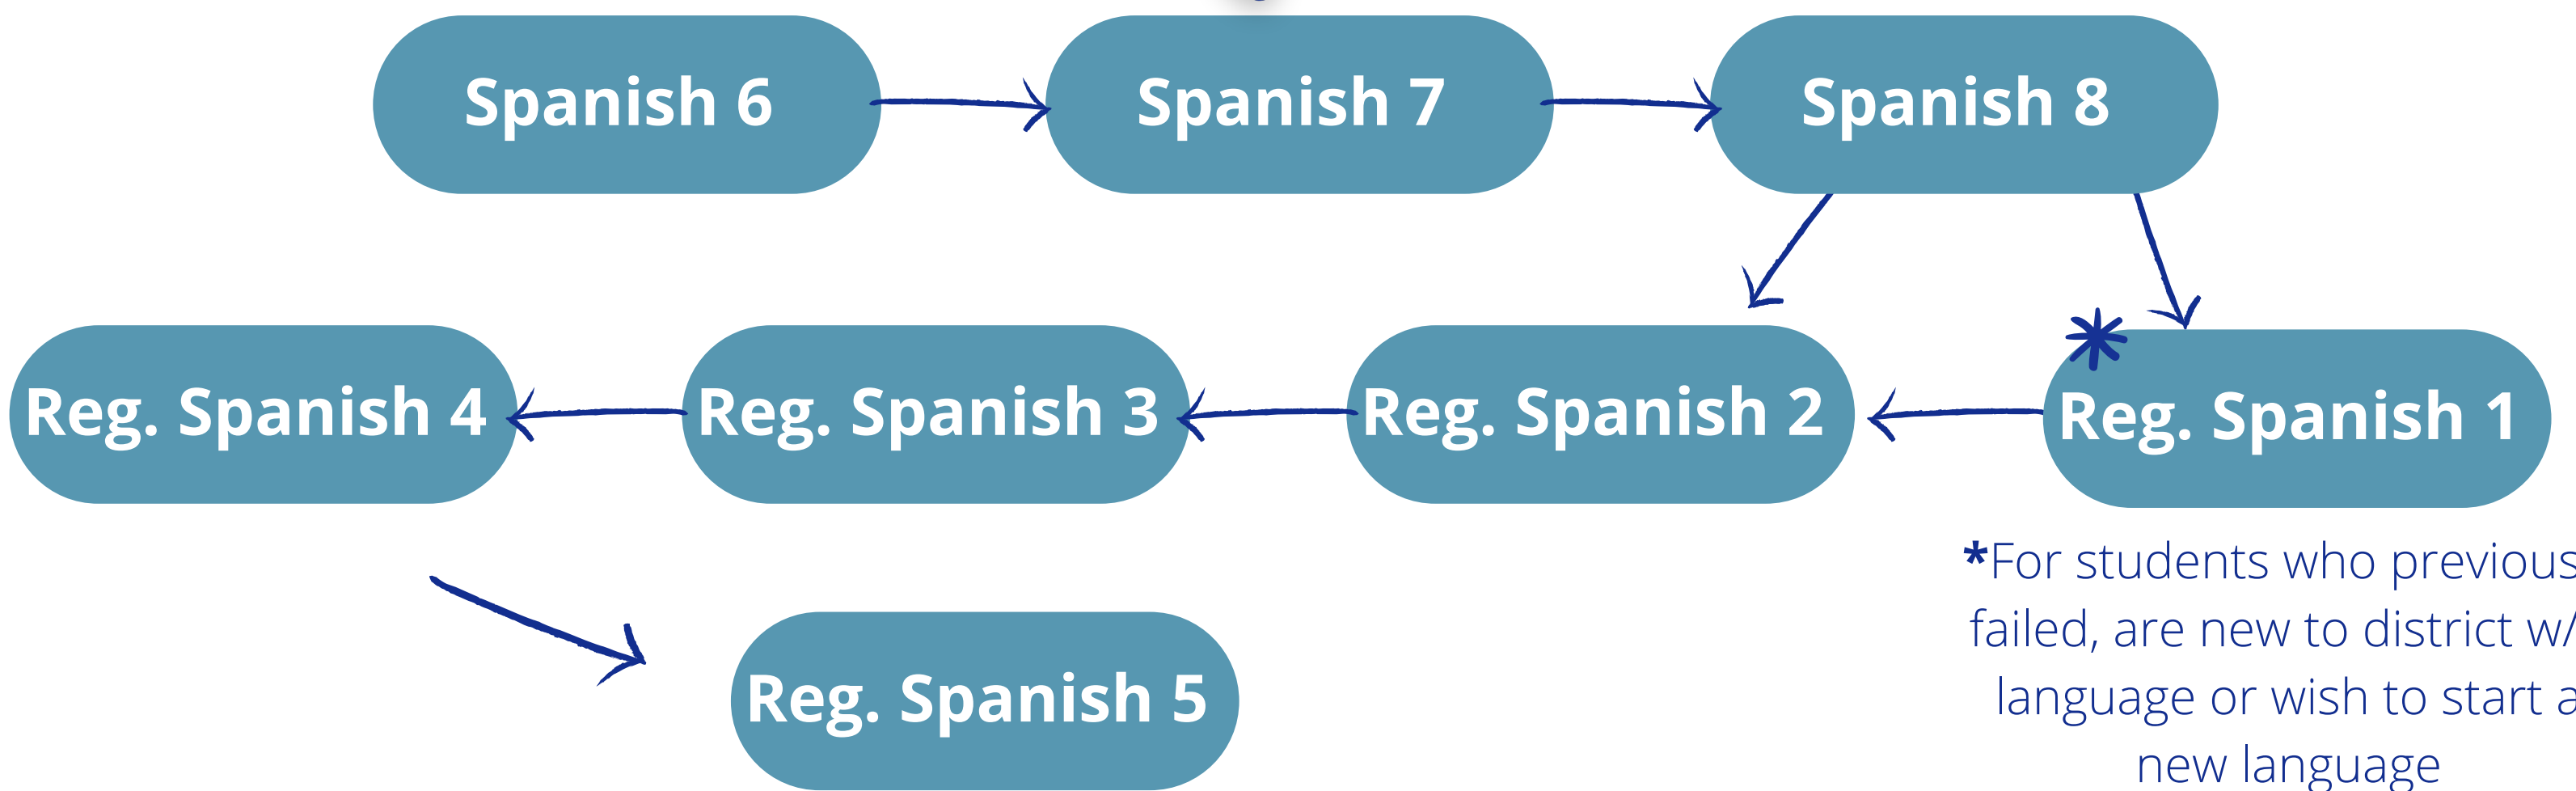 Spanish 6
Spanish 7
Spanish 8
Reg. Spanish 4
Reg. Spanish 3
Reg. Spanish 2
Reg. Spanish 1
*For students who previous
failed, are new to district w/
language or wish to start a
new language
Reg. Spanish 5